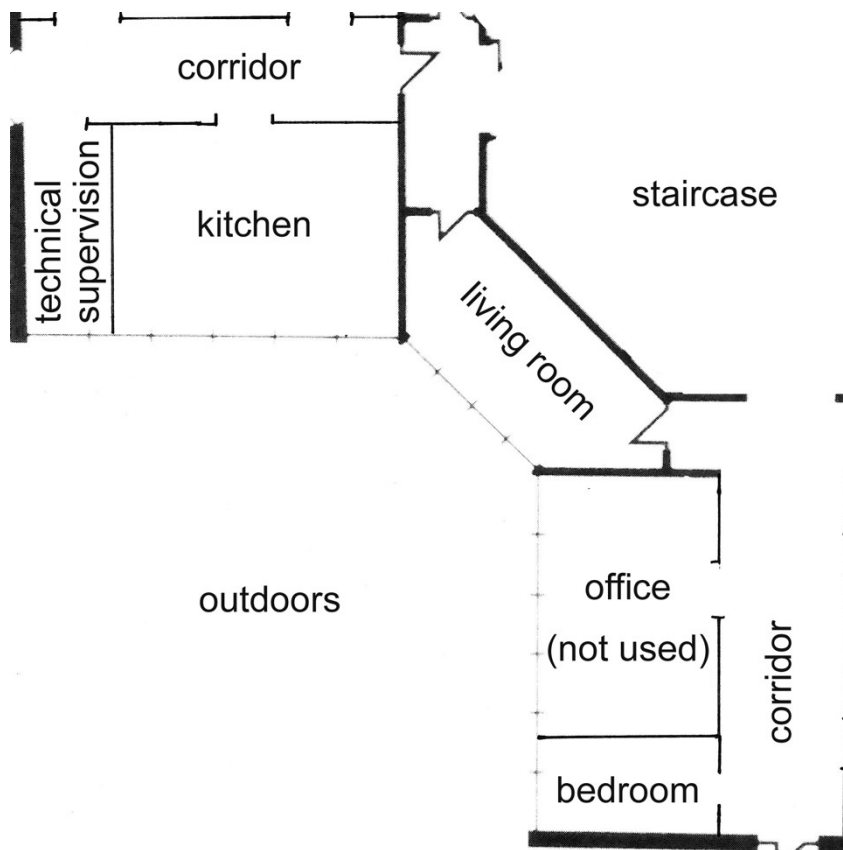 corridor
technical
supervision
kitchen
staircase
living room
outdoors
office
(not used)
corridor
bedroom